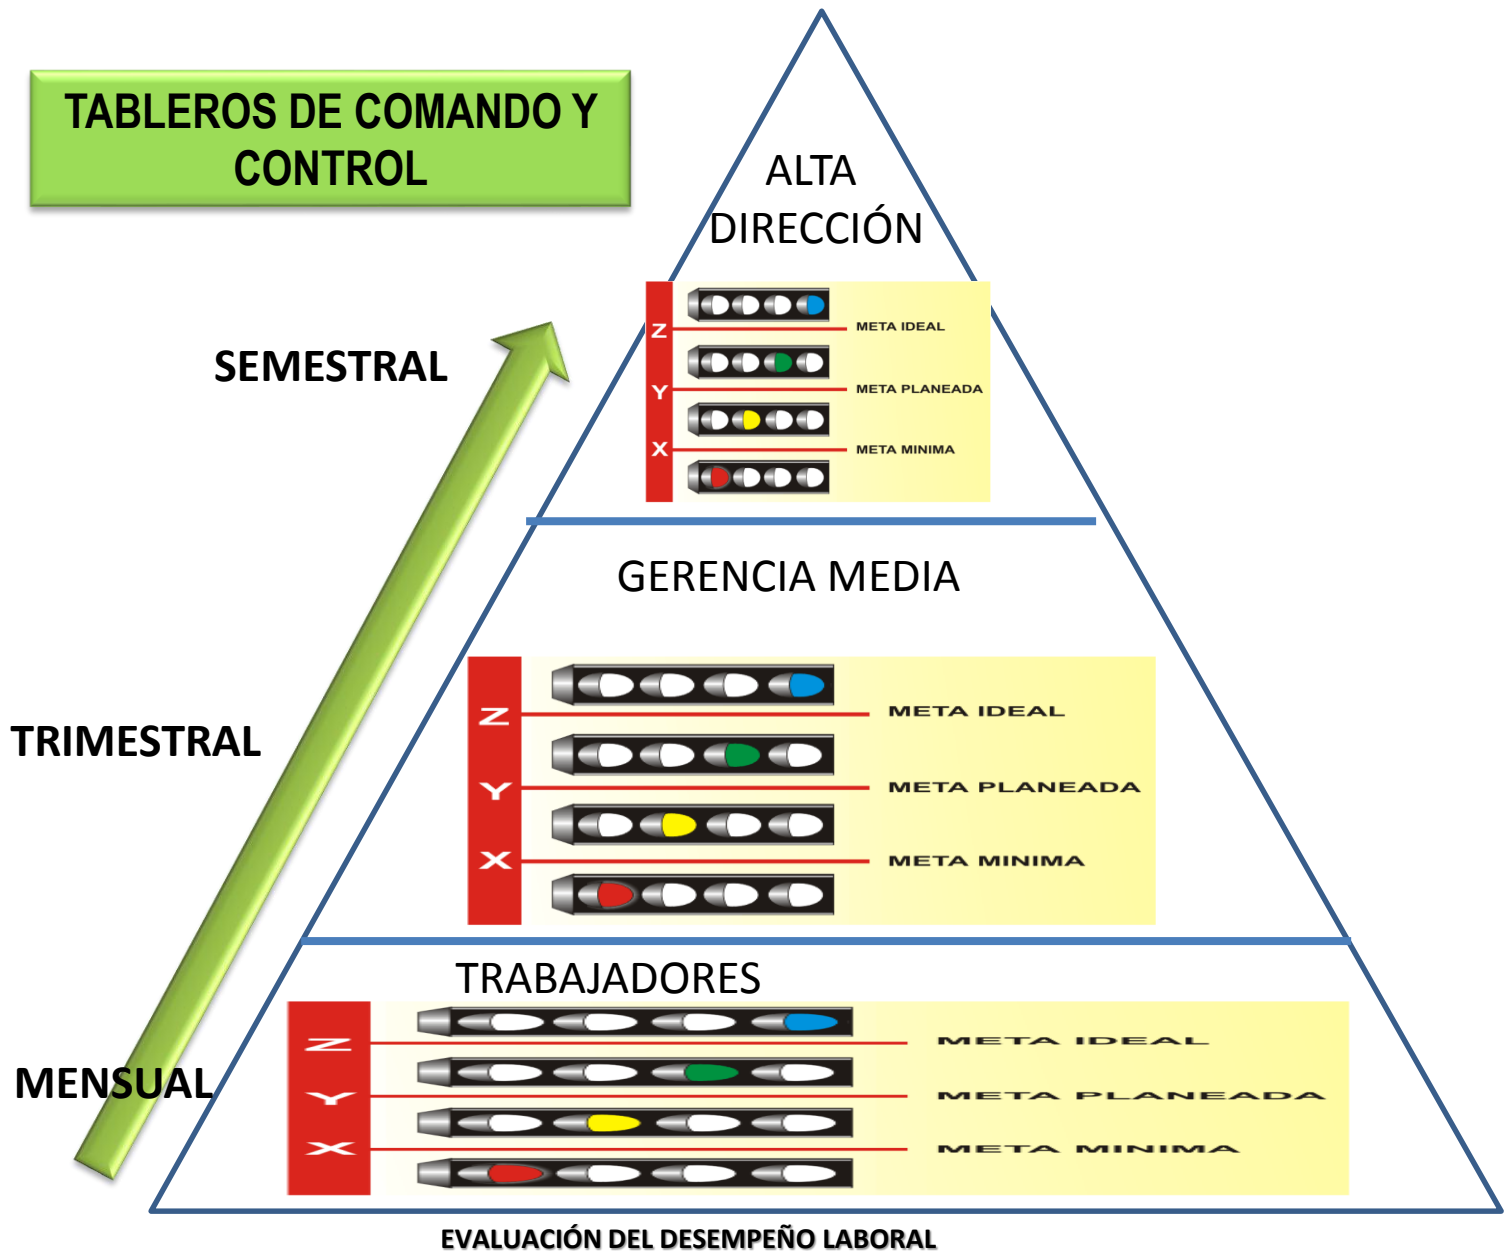 TABLEROS DE COMANDO Y
CONTROL
ALTA
DIRECCIÓN
SEMESTRAL
Z
META IDEAL
Y
META PLANEADA
X
META MINIMA
GERENCIA MEDIA
TRIMESTRAL
Z
META IDEAL
Y
META PLANEADA
X
META MINIMA
TRABAJADORES
MENSUAL
Z
META IDEAL
Y
META PLANEADA
X
META MINIMA
EVALUACIÓN DEL DESEMPEÑO LABORAL